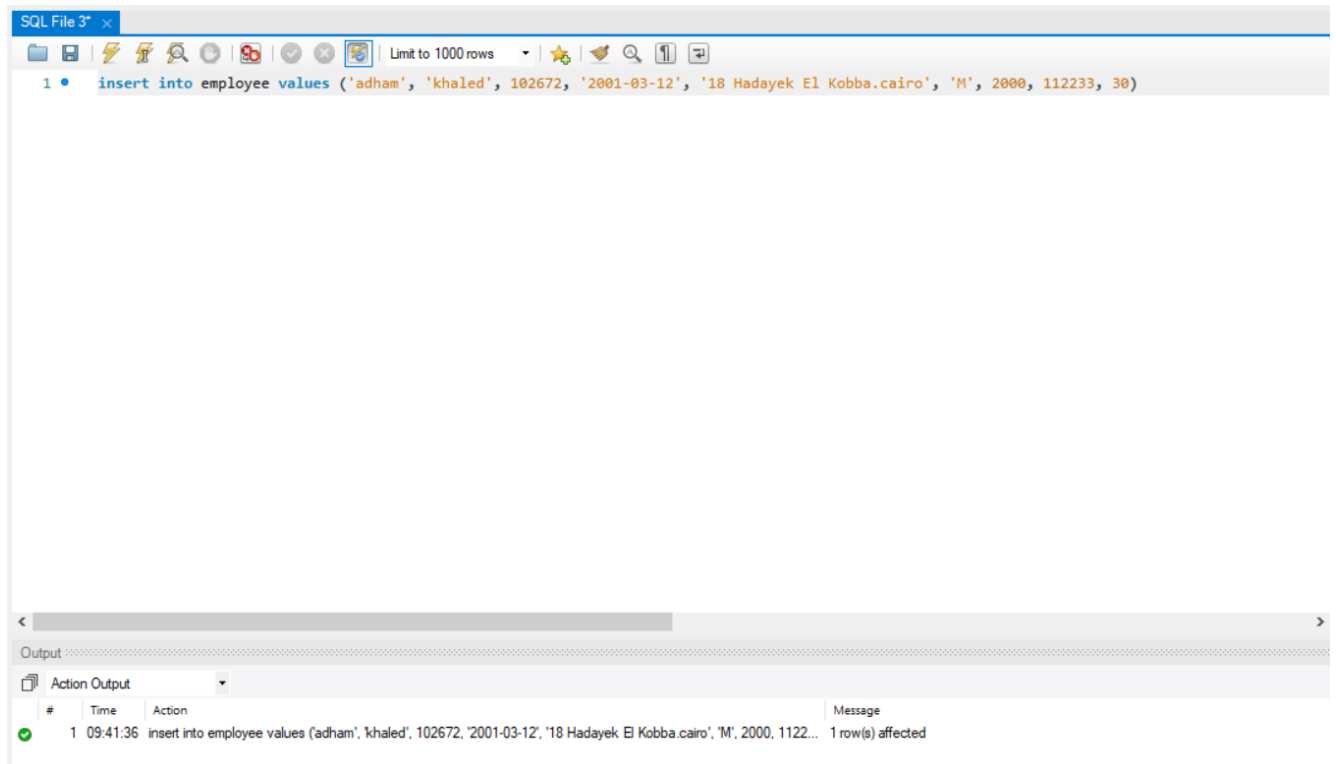 SQL File 3* ×
Limit to 1000 rows
1 insert into employee values ('adham', 'khaled', 102672, '2001-03-12', '18 Hadayek El Kobba.cairo', 'M', 2000, 112233, 30)
Output
Action Output
# Time Action Message
1 09:41:36 insert into employee values ('adham', 'khaled', 102672, '2001-03-12', '18 Hadayek El Kobba.cairo', 'M', 2000, 1122... 1 row(s) affected